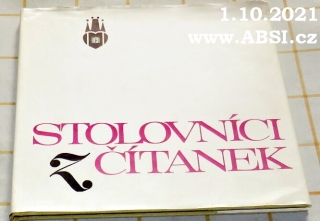 1.10.2021
www.ABSI.cz
STOLOVNÍCI
Z ČÍTANEK